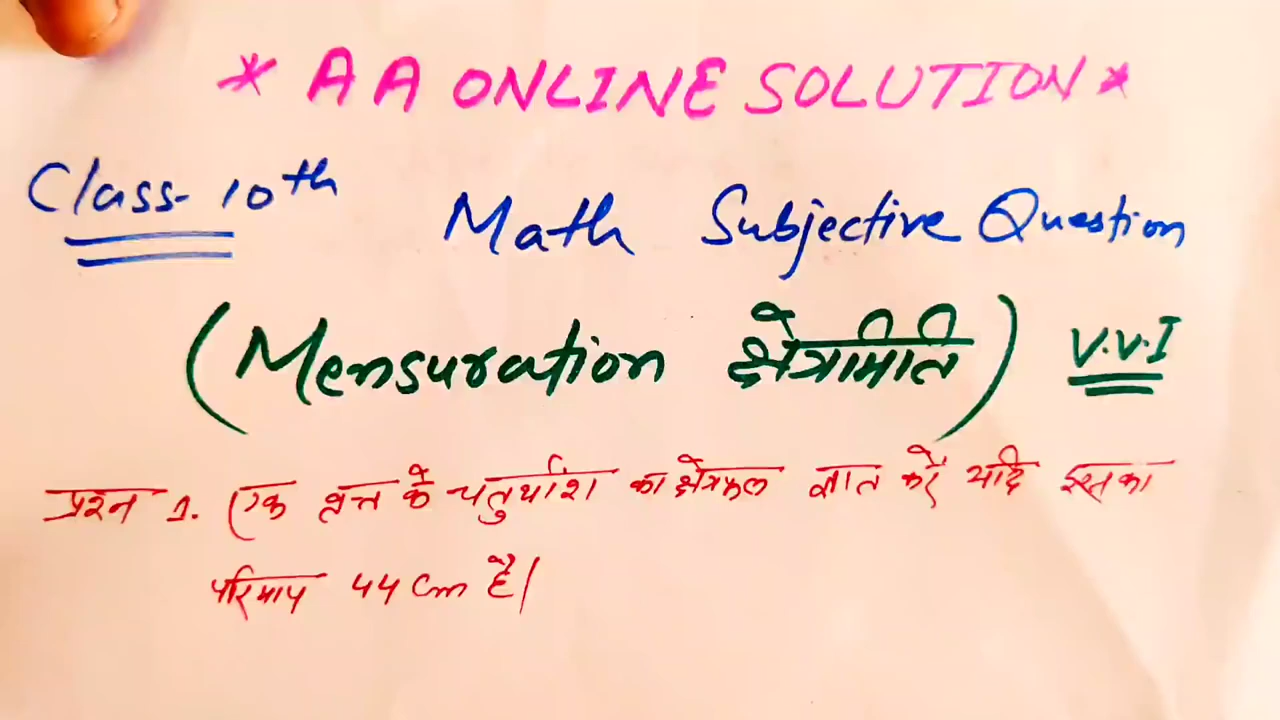 * A A ONLINE SOLUTION *
Class- 10th Math Subjective Question
(Mensuration क्षेत्रमिति) V.V.I
प्रश्न 1. एक वृत्त के चतुर्थांश का क्षेत्रफल ज्ञात करें यदि इसका
परिमाप 44 cm है।